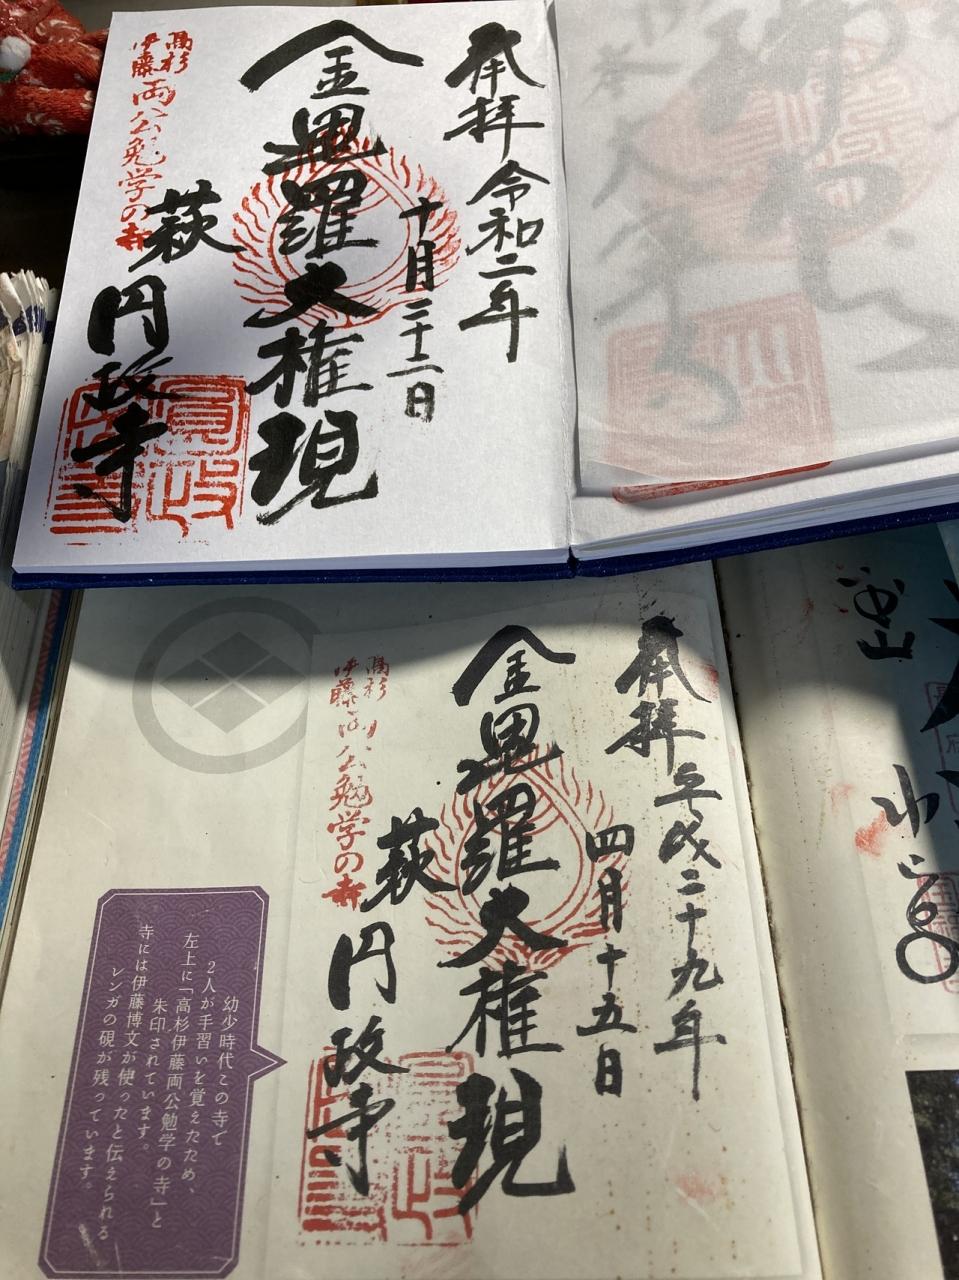 奉拝 令和二年
十月二十二日
金毘羅大権現
萩 円政寺
高杉
伊藤
両公勉学の寺
圓政
奉拝 平成二十九年
四月十五日
金毘羅大権現
萩 円政寺
高杉
伊藤
両公勉学の寺
幼少時代この寺で
2人が手習いを覚えたため、
左上に「高杉伊藤両公勉学の寺」と
朱印されています。
寺には伊藤博文が使ったと伝えられる
レンガの硯が残っています。